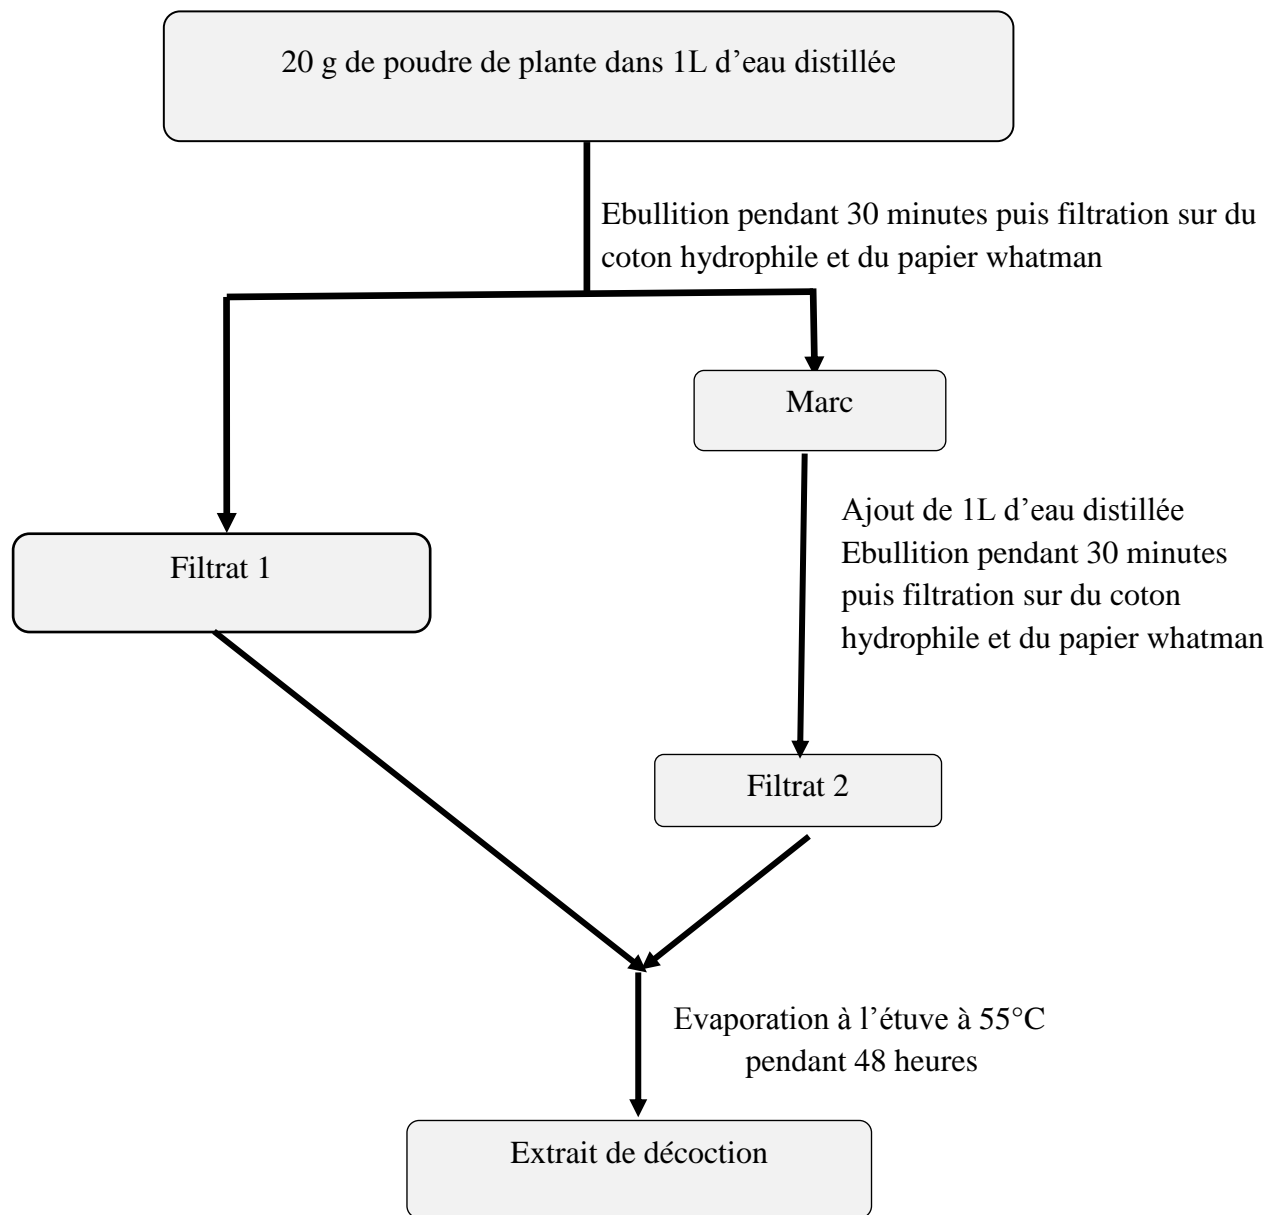 20 g de poudre de plante dans 1L d’eau distillée
Ebullition pendant 30 minutes puis filtration sur du
coton hydrophile et du papier whatman
Marc
Ajout de 1L d’eau distillée
Ebullition pendant 30 minutes
puis filtration sur du coton
hydrophile et du papier whatman
Filtrat 1
Filtrat 2
Evaporation à l’étuve à 55°C
pendant 48 heures
Extrait de décoction